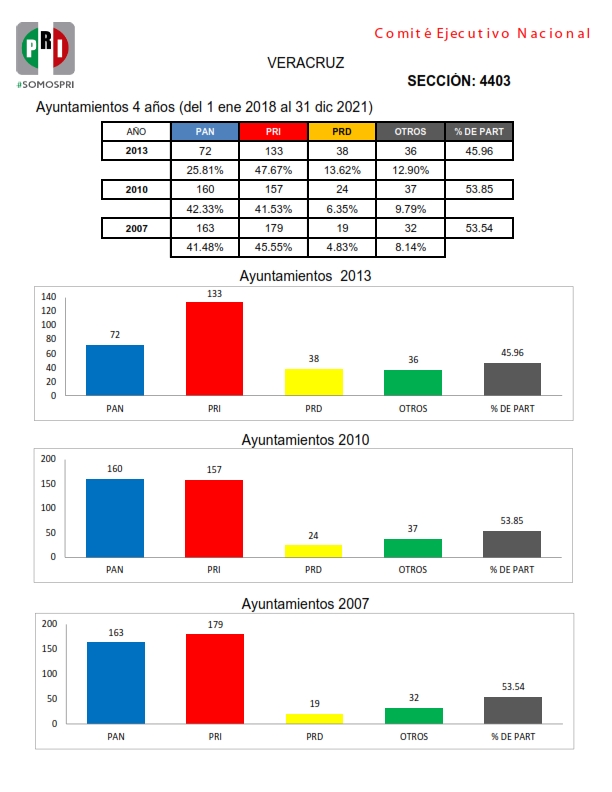 Comité Ejecutivo Nacional
PRI
#SOMOSPRI
VERACRUZ
SECCIÓN: 4403
Ayuntamientos 4 años (del 1 ene 2018 al 31 dic 2021)
AÑO PAN PRI PRD OTROS % DE PART
2013 72 133 38 36 45.96
25.81% 47.67% 13.62% 12.90%
2010 160 157 24 37 53.85
42.33% 41.53% 6.35% 9.79%
2007 163 179 19 32 53.54
41.48% 45.55% 4.83% 8.14%
Ayuntamientos 2013
140
120
100
80
60
40
20
0
72
133
38
36
45.96
PAN PRI PRD OTROS % DE PART
Ayuntamientos 2010
200
150
100
50
0
160
157
24
37
53.85
PAN PRI PRD OTROS % DE PART
Ayuntamientos 2007
200
150
100
50
0
163
179
19
32
53.54
PAN PRI PRD OTROS % DE PART